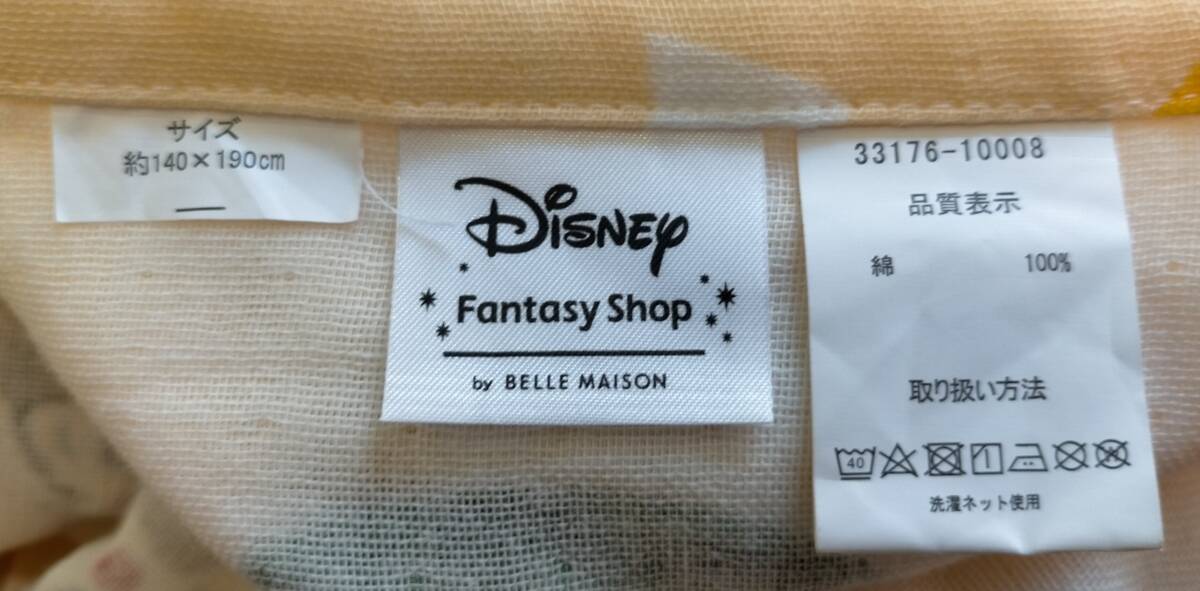 サイズ
約140×190cm
Disney
Fantasy Shop
by BELLE MAISON
33176-10008
品質表示
綿 100%
取り扱い方法
40
洗濯ネット使用